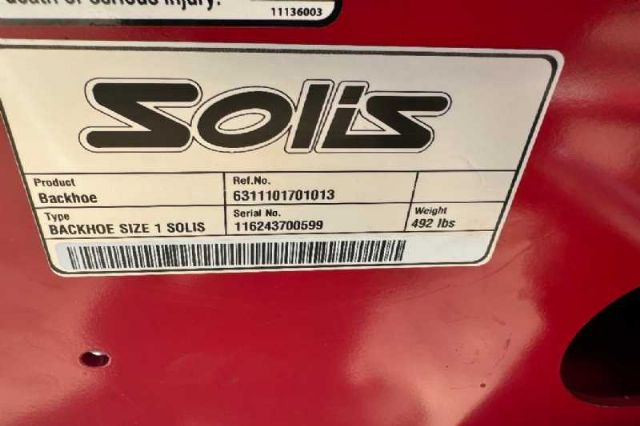 death or serious injury.
11136003
Solis
Product
Backhoe
Ref.No.
6311101701013
Type
BACKHOE SIZE 1 SOLIS
Serial No.
116243700599
Weight
492 lbs